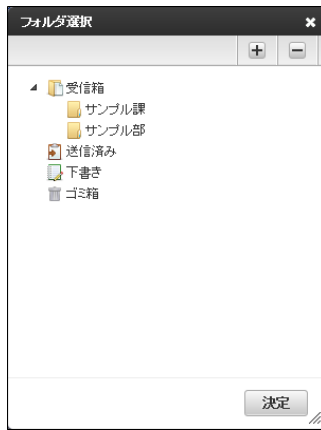 フォルダ選択
受信箱
サンプル課
サンプル部
送信済み
下書き
ゴミ箱
決定